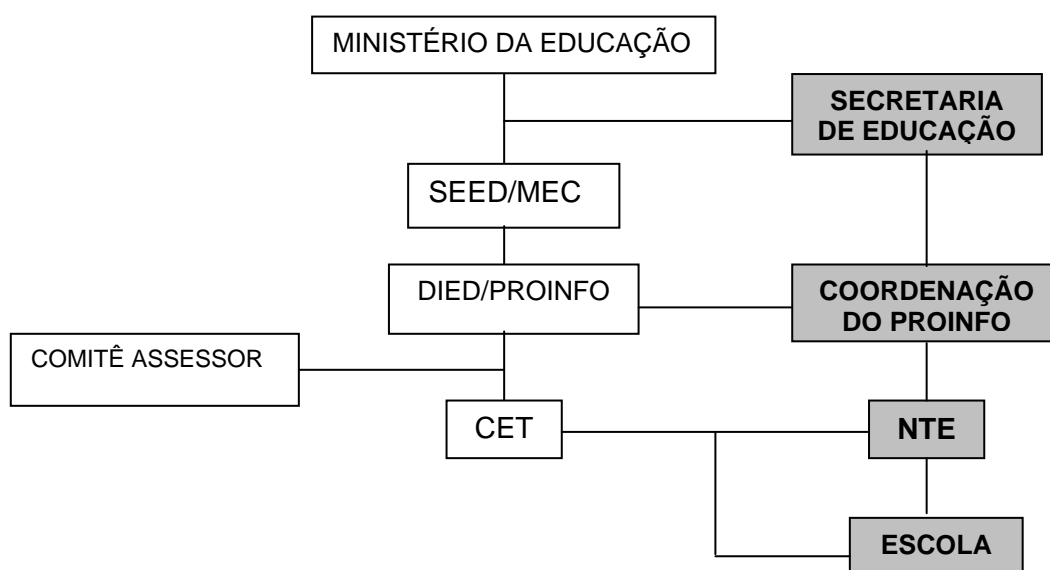 MINISTÉRIO DA EDUCAÇÃO
SECRETARIA
DE EDUCAÇÃO
SEED/MEC
DIED/PROINFO
COORDENAÇÃO
DO PROINFO
COMITÊ ASSESSOR
CET
NTE
ESCOLA